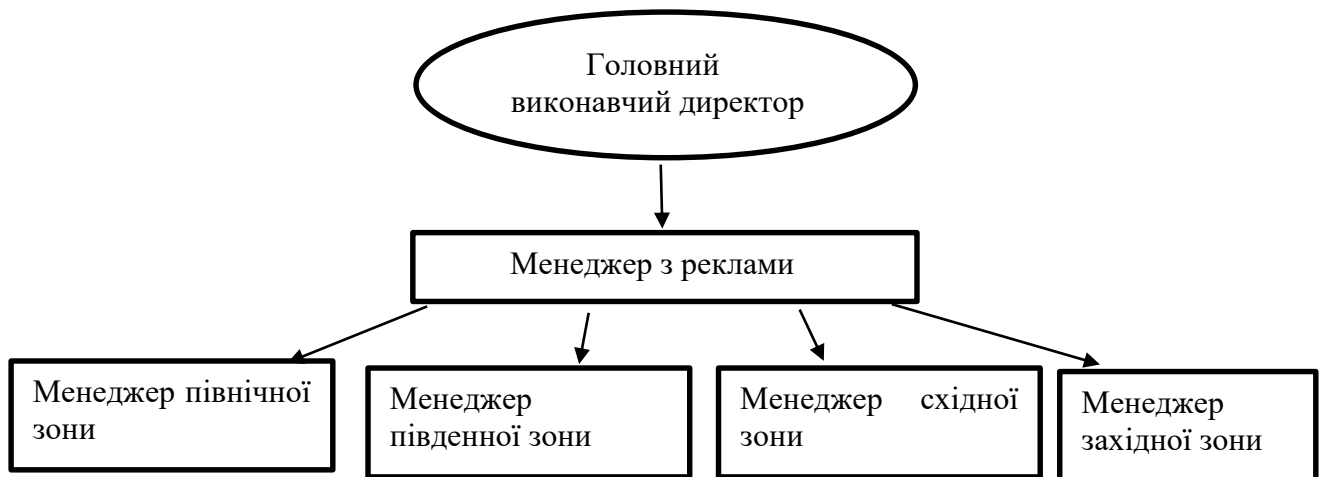 Головний
виконавчий директор
Менеджер з реклами
Менеджер північної
зони
Менеджер
південної зони
Менеджер східної
зони
Менеджер
західної зони